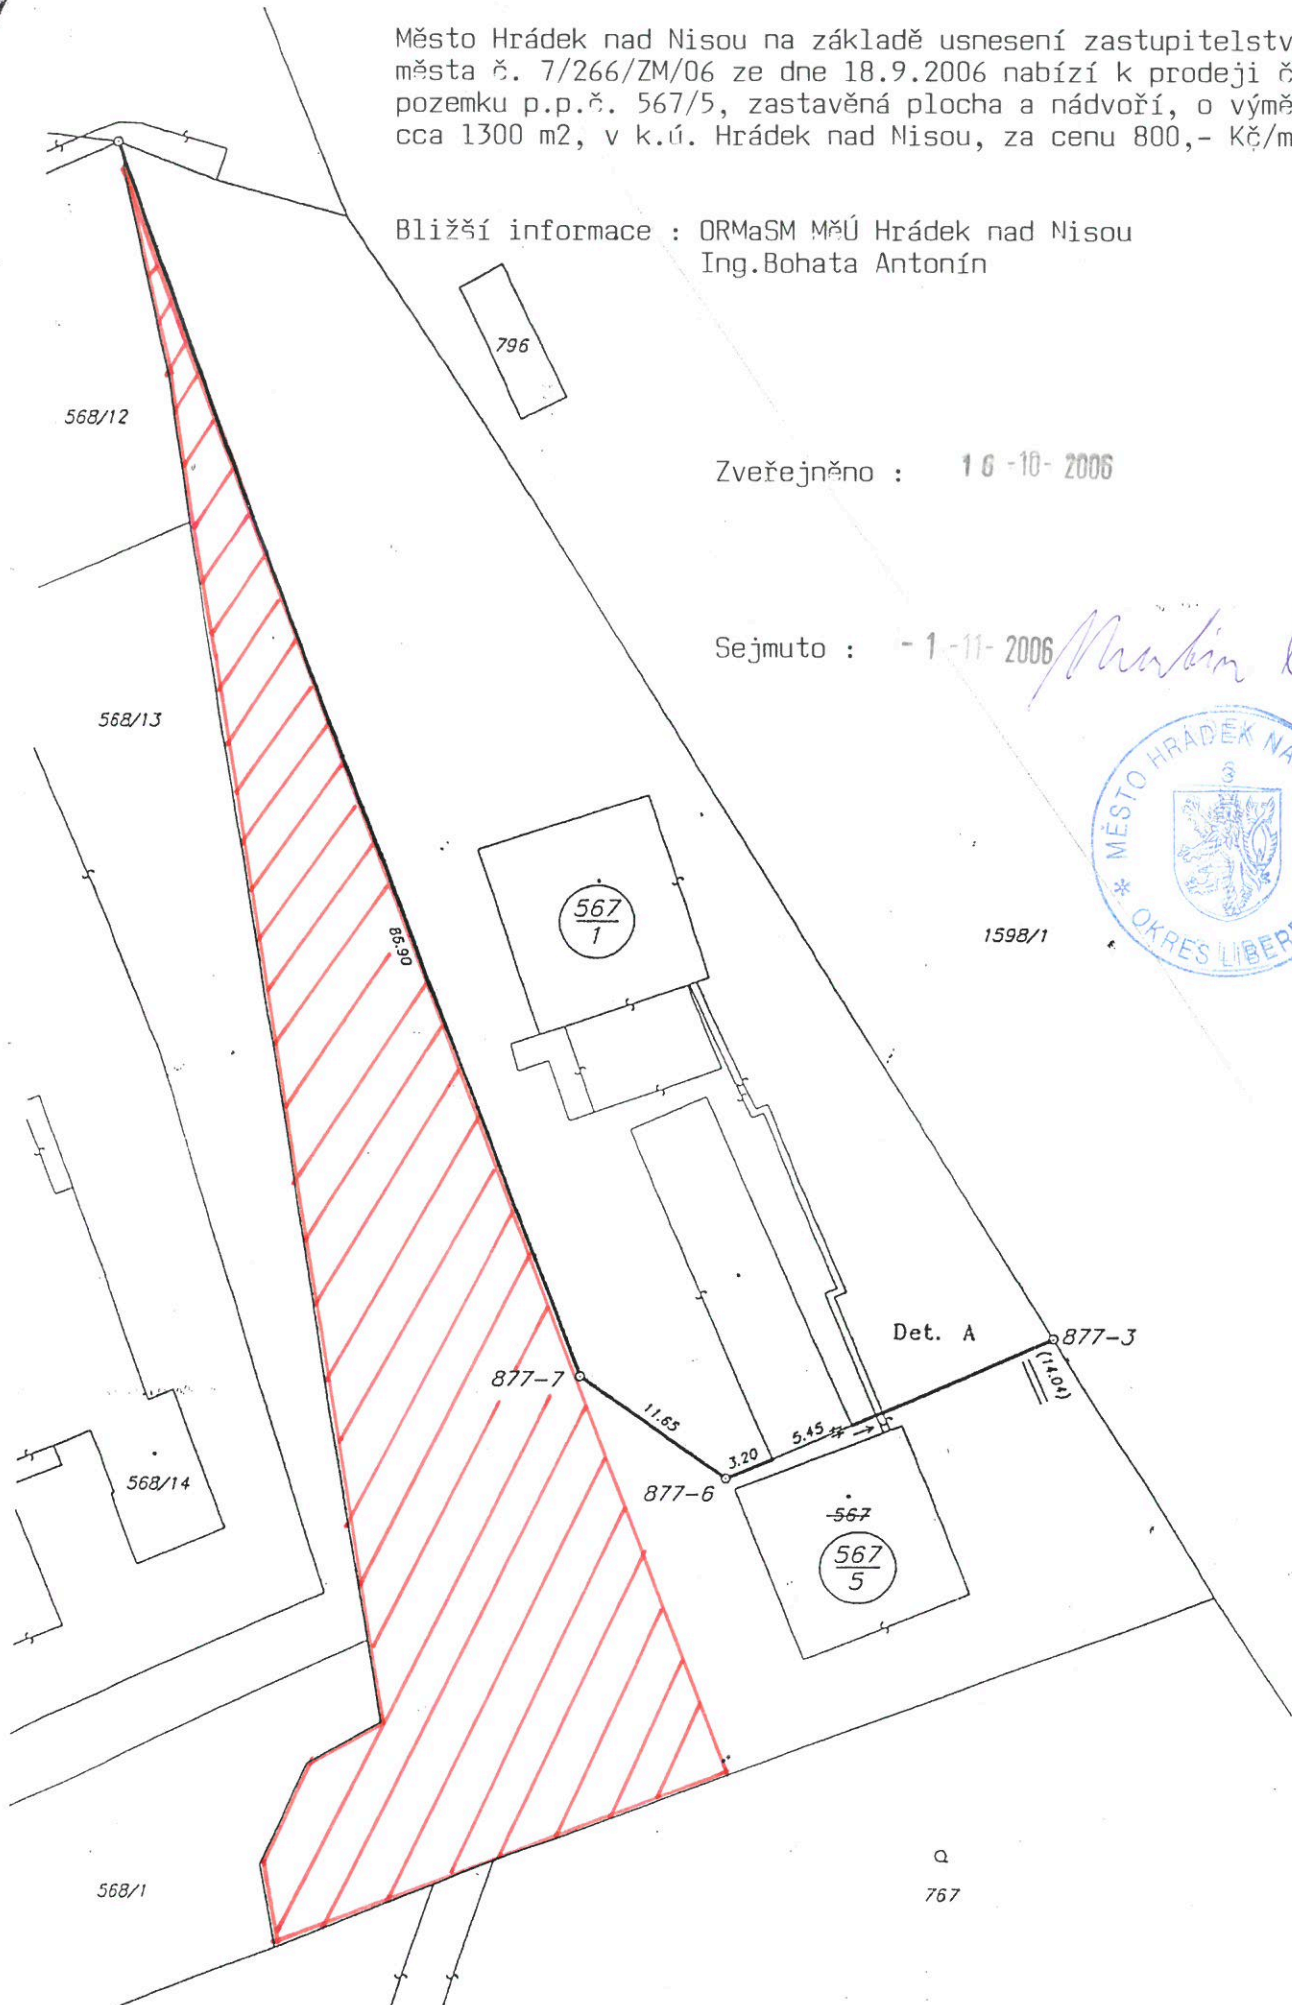 Město Hrádek nad Nisou na základě usnesení zastupitelstv
města č. 7/266/ZM/06 ze dne 18.9.2006 nabízí k prodeji č
pozemku p.p.č. 567/5, zastavěná plocha a nádvoří, o výmě
cca 1300 m2, v k.ú. Hrádek nad Nisou, za cenu 800,- Kč/m
Bližší informace : ORMaSM MěÚ Hrádek nad Nisou
Ing.Bohata Antonín
796
568/12
Zveřejněno : 16 -10- 2006
Sejmuto : - 1 -11- 2006
568/13
* MĚSTO HRÁDEK NA
OKRES LIBER
567
1
86.90
1598/1
Det. A
877-3
(14.04)
877-7
11.65
5.45
3.20
877-6
568/14
567
567
5
568/1
767